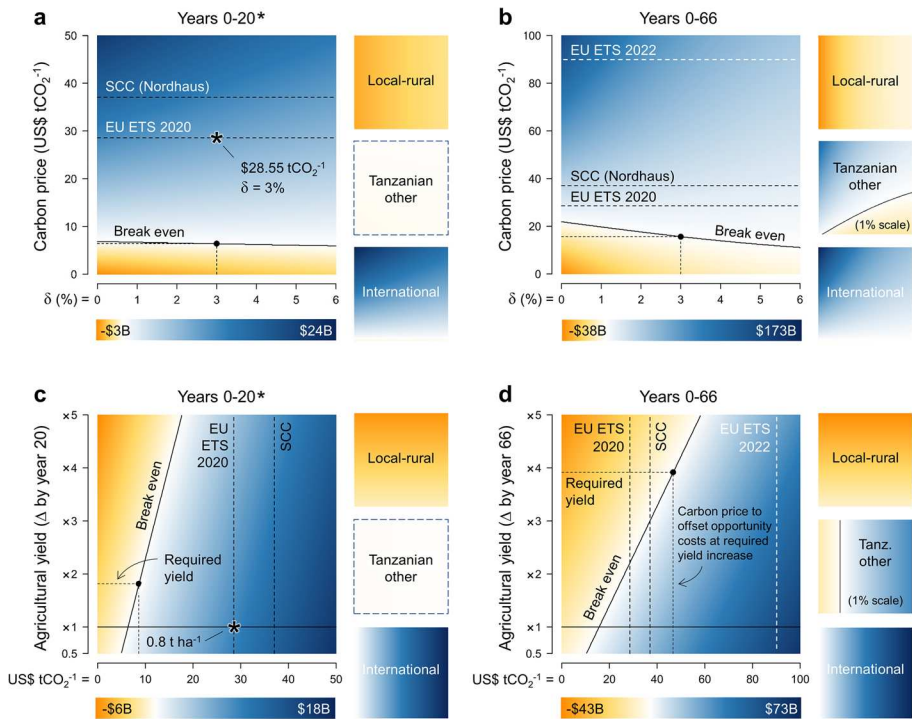 a
Years 0-20*
Carbon price (US$ tCO₂⁻¹)
50
40
30
20
10
0
SCC (Nordhaus)
EU ETS 2020
*
$28.55 tCO₂⁻¹
δ = 3%
Break even
δ (%) =
0 1 2 3 4 5 6
-$3B $24B
Local-rural
Tanzanian
other
International
b
Years 0-66
Carbon price (US$ tCO₂⁻¹)
100
80
60
40
20
0
EU ETS 2022
SCC (Nordhaus)
EU ETS 2020
Break even
δ (%) =
0 1 2 3 4 5 6
-$38B $173B
Local-rural
Tanzanian
other
(1% scale)
International
c
Years 0-20*
Agricultural yield (Δ by year 20)
×5
×4
×3
×2
×1
0.5
EU
ETS
2020
SCC
Break even
Required
yield
*
0.8 t ha⁻¹
US$ tCO₂⁻¹ =
0 10 20 30 40 50
-$6B $18B
Local-rural
Tanzanian
other
International
d
Years 0-66
Agricultural yield (Δ by year 66)
×5
×4
×3
×2
×1
0.5
EU ETS
2020
SCC
EU ETS
2022
Required
yield
Carbon price to
offset opportunity
costs at required
yield increase
Break even
US$ tCO₂⁻¹ =
0 20 40 60 80 100
-$43B $73B
Local-rural
Tanz.
other
(1% scale)
International